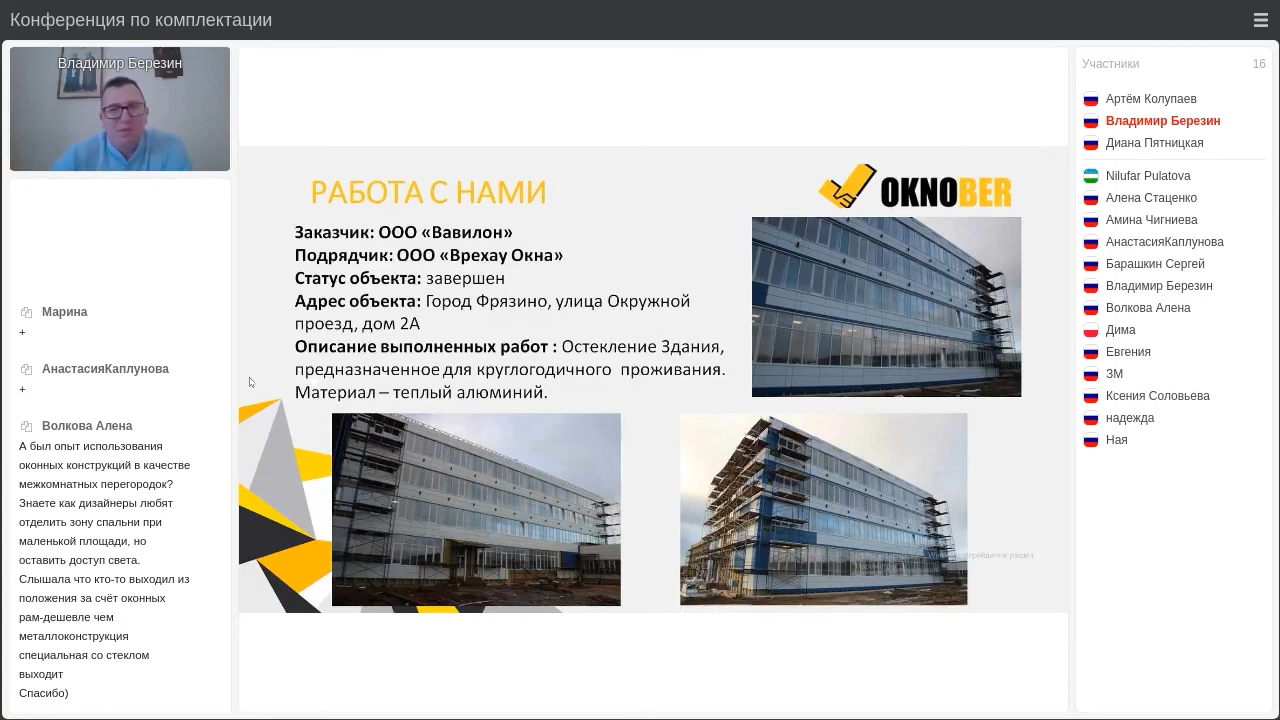 Конференция по комплектации
Владимир Березин
Марина
+
АнастасияКаплунова
+
Волкова Алена
А был опыт использования
оконных конструкций в качестве
межкомнатных перегородок?
Знаете как дизайнеры любят
отделить зону спальни при
маленькой площади, но
оставить доступ света.
Слышала что кто-то выходил из
положения за счёт оконных
рам-дешевле чем
металлоконструкция
специальная со стеклом
выходит
Спасибо)
РАБОТА С НАМИ
OKNOBER
Заказчик: ООО «Вавилон»
Подрядчик: ООО «Врехау Окна»
Статус объекта: завершен
Адрес объекта: Город Фрязино, улица Окружной
проезд, дом 2А
Описание выполненных работ : Остекление Здания,
предназначенное для круглогодичного проживания.
Материал – теплый алюминий.
перейдите в раздел
Участники 16
Артём Колупаев
Владимир Березин
Диана Пятницкая
Nilufar Pulatova
Алена Стаценко
Амина Чигниева
АнастасияКаплунова
Барашкин Сергей
Владимир Березин
Волкова Алена
Дима
Евгения
ЗМ
Ксения Соловьева
надежда
Ная